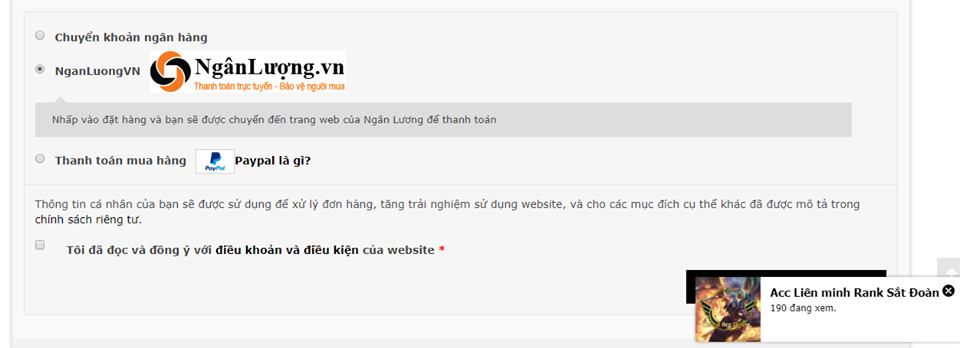 Chuyển khoản ngân hàng
NganLuongVN NgânLượng.vn
Thanh toán trực tuyến - Bảo vệ người mua
Nhấp vào đặt hàng và bạn sẽ được chuyển đến trang web của Ngân Lương để thanh toán
Thanh toán mua hàng PayPal Paypal là gì?
Thông tin cá nhân của bạn sẽ được sử dụng để xử lý đơn hàng, tăng trải nghiệm sử dụng website, và cho các mục đích cụ thể khác đã được mô tả trong
chính sách riêng tư.
Tôi đã đọc và đồng ý với điều khoản và điều kiện của website *
Acc Liên minh Rank Sắt Đoàn
190 đang xem.